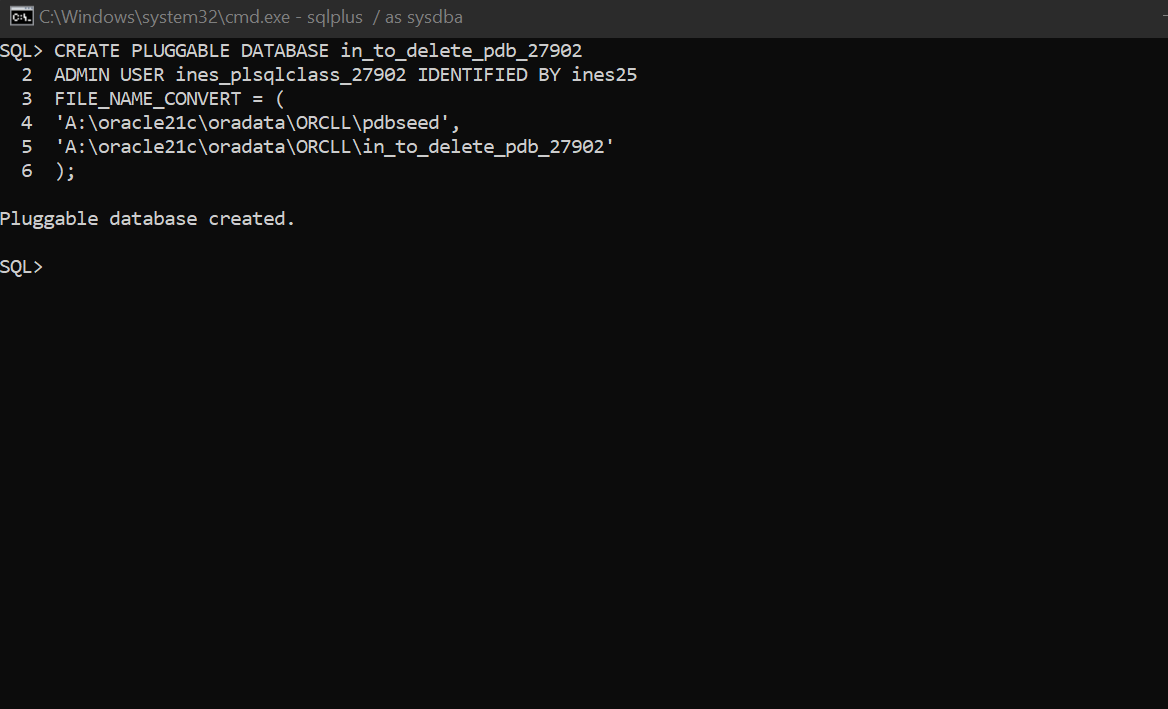 C:\Windows\system32\cmd.exe - sqlplus / as sysdba
SQL> CREATE PLUGGABLE DATABASE in_to_delete_pdb_27902
2 ADMIN USER ines_plsqlclass_27902 IDENTIFIED BY ines25
3 FILE_NAME_CONVERT = (
4 'A:\oracle21c\oradata\ORCLL\pdbseed',
5 'A:\oracle21c\oradata\ORCLL\in_to_delete_pdb_27902'
6 );
Pluggable database created.
SQL>